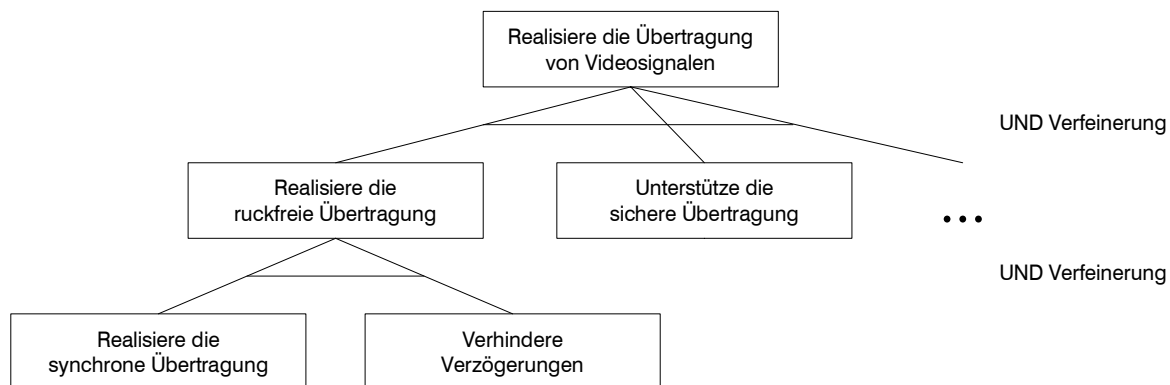 Realisiere die Übertragung
von Videosignalen
UND Verfeinerung
Realisiere die
ruckfreie Übertragung
Unterstütze die
sichere Übertragung
...
UND Verfeinerung
Realisiere die
synchrone Übertragung
Verhindere
Verzögerungen